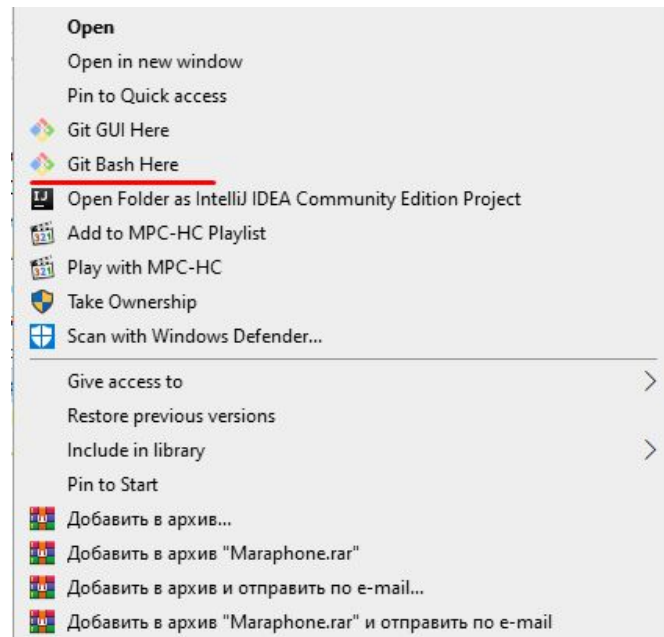 Open
Open in new window
Pin to Quick access
Git GUI Here
Git Bash Here
Open Folder as IntelliJ IDEA Community Edition Project
Add to MPC-HC Playlist
Play with MPC-HC
Take Ownership
Scan with Windows Defender...
Give access to
Restore previous versions
Include in library
Pin to Start
Добавить в архив...
Добавить в архив "Maraphone.rar"
Добавить в архив и отправить по e-mail...
Добавить в архив "Maraphone.rar" и отправить по e-mail